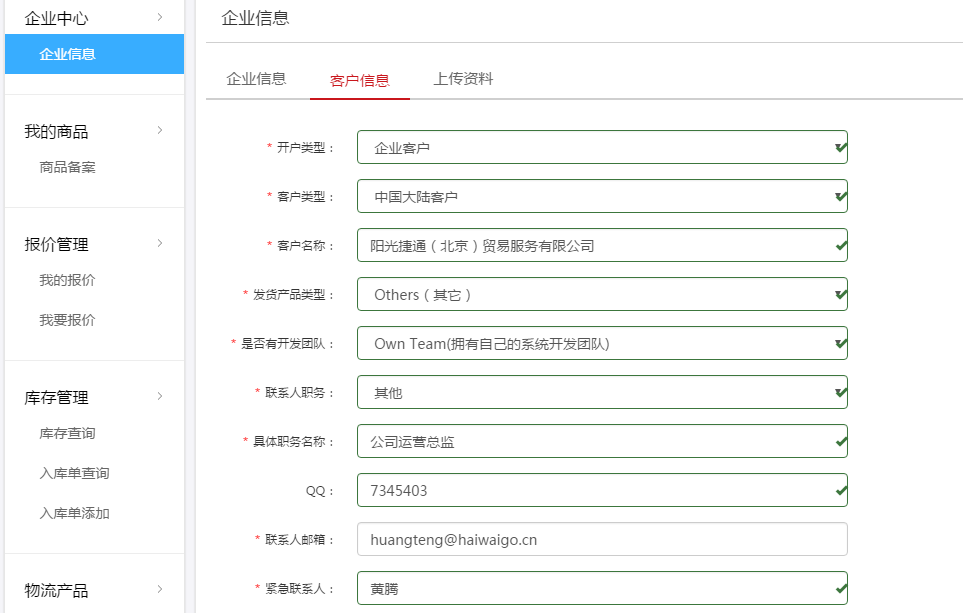 企业中心
企业信息
我的商品
商品备案
报价管理
我的报价
我要报价
库存管理
库存查询
入库单查询
入库单添加
物流产品
企业信息
企业信息 客户信息 上传资料
* 开户类型： 企业客户
* 客户类型： 中国大陆客户
* 客户名称： 阳光捷通（北京）贸易服务有限公司
* 发货产品类型： Others（其它）
* 是否有开发团队： Own Team(拥有自己的系统开发团队)
* 联系人职务： 其他
* 具体职务名称： 公司运营总监
QQ： 7345403
* 联系人邮箱： huangteng@haiwaigo.cn
* 紧急联系人： 黄腾